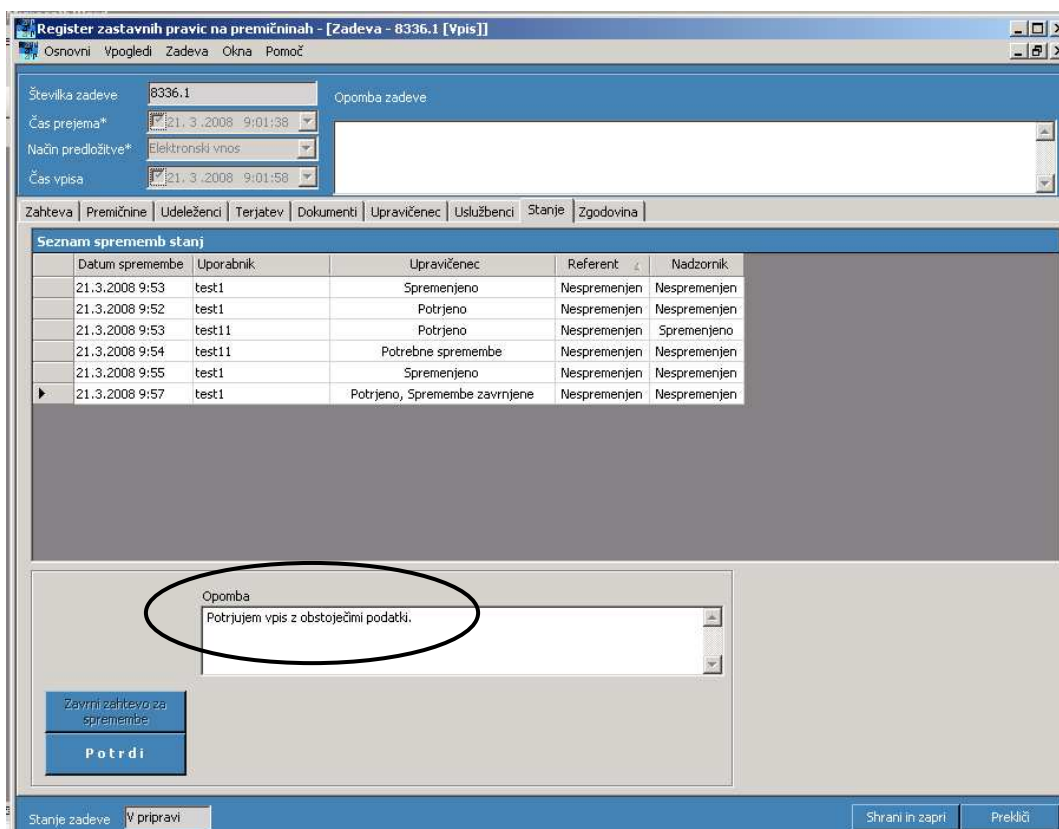 Register zastavnih pravic na premičninah - [Zadeva - 8336.1 [Vpis]]
Osnovni Vpogledi Zadeva Okna Pomoč
Številka zadeve 8336.1 Opomba zadeve
Čas prejema* 21. 3 .2008 9:01:38
Način predložitve* Elektronski vnos
Čas vpisa 21. 3 .2008 9:01:58
Zahteva Premičnine Udeleženci Terjatev Dokumenti Upravičenec Uslužbenci Stanje Zgodovina
Seznam sprememb stanj
Datum spremembe Uporabnik Upravičenec Referent Nadzornik
21.3.2008 9:53 test1 Spremenjeno Nespremenjen Nespremenjen
21.3.2008 9:52 test1 Potrjeno Nespremenjen Nespremenjen
21.3.2008 9:53 test11 Potrjeno Nespremenjen Spremenjeno
21.3.2008 9:54 test11 Potrebne spremembe Nespremenjen Nespremenjen
21.3.2008 9:55 test1 Spremenjeno Nespremenjen Nespremenjen
21.3.2008 9:57 test1 Potrjeno, Spremembe zavrnjene Nespremenjen Nespremenjen
Opomba
Potrjujem vpis z obstoječimi podatki.
Zavrni zahtevo za
spremembe
Potrdi
Stanje zadeve V pripravi Shrani in zapri Prekliči